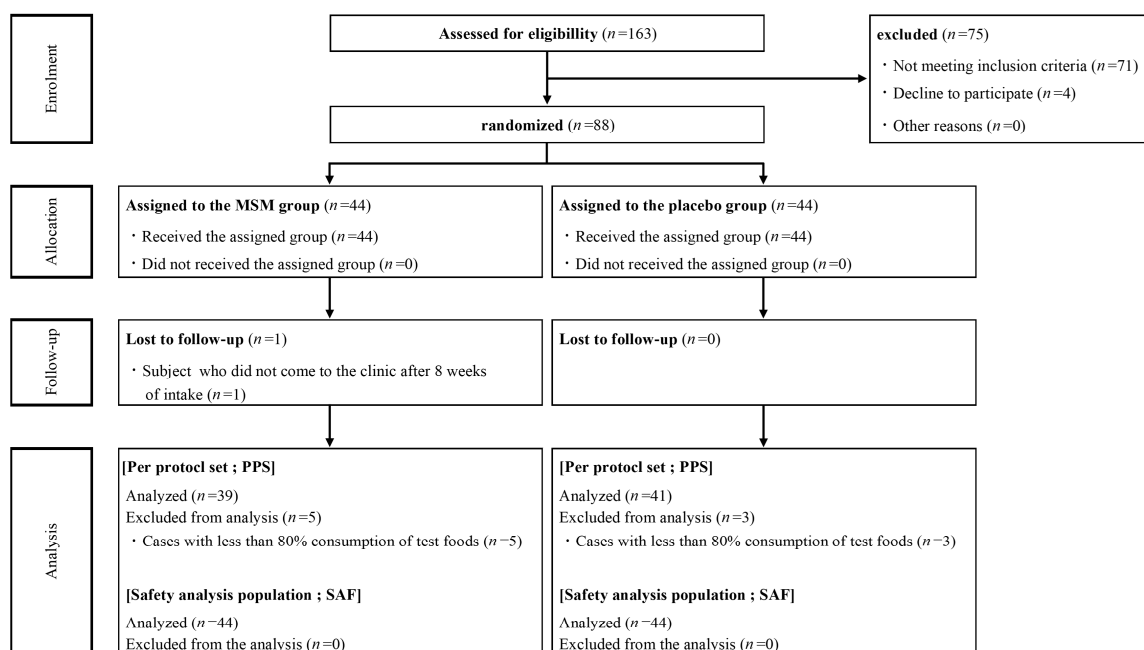 Enrolment
Assessed for eligibillity (n=163)
excluded (n=75)
・Not meeting inclusion criteria (n=71)
・Decline to participate (n=4)
・Other reasons (n=0)
randomized (n=88)
Allocation
Assigned to the MSM group (n=44)
・Received the assigned group (n=44)
・Did not received the assigned group (n=0)
Assigned to the placebo group (n=44)
・Received the assigned group (n=44)
・Did not received the assigned group (n=0)
Follow-up
Lost to follow-up (n=1)
・Subject who did not come to the clinic after 8 weeks
of intake (n=1)
Lost to follow-up (n=0)
Analysis
[Per protocl set ; PPS]
Analyzed (n=39)
Excluded from analysis (n=5)
・Cases with less than 80% consumption of test foods (n=5)
[Safety analysis population ; SAF]
Analyzed (n=44)
Excluded from the analysis (n=0)
[Per protocl set ; PPS]
Analyzed (n=41)
Excluded from analysis (n=3)
・Cases with less than 80% consumption of test foods (n=3)
[Safety analysis population ; SAF]
Analyzed (n=44)
Excluded from the analysis (n=0)